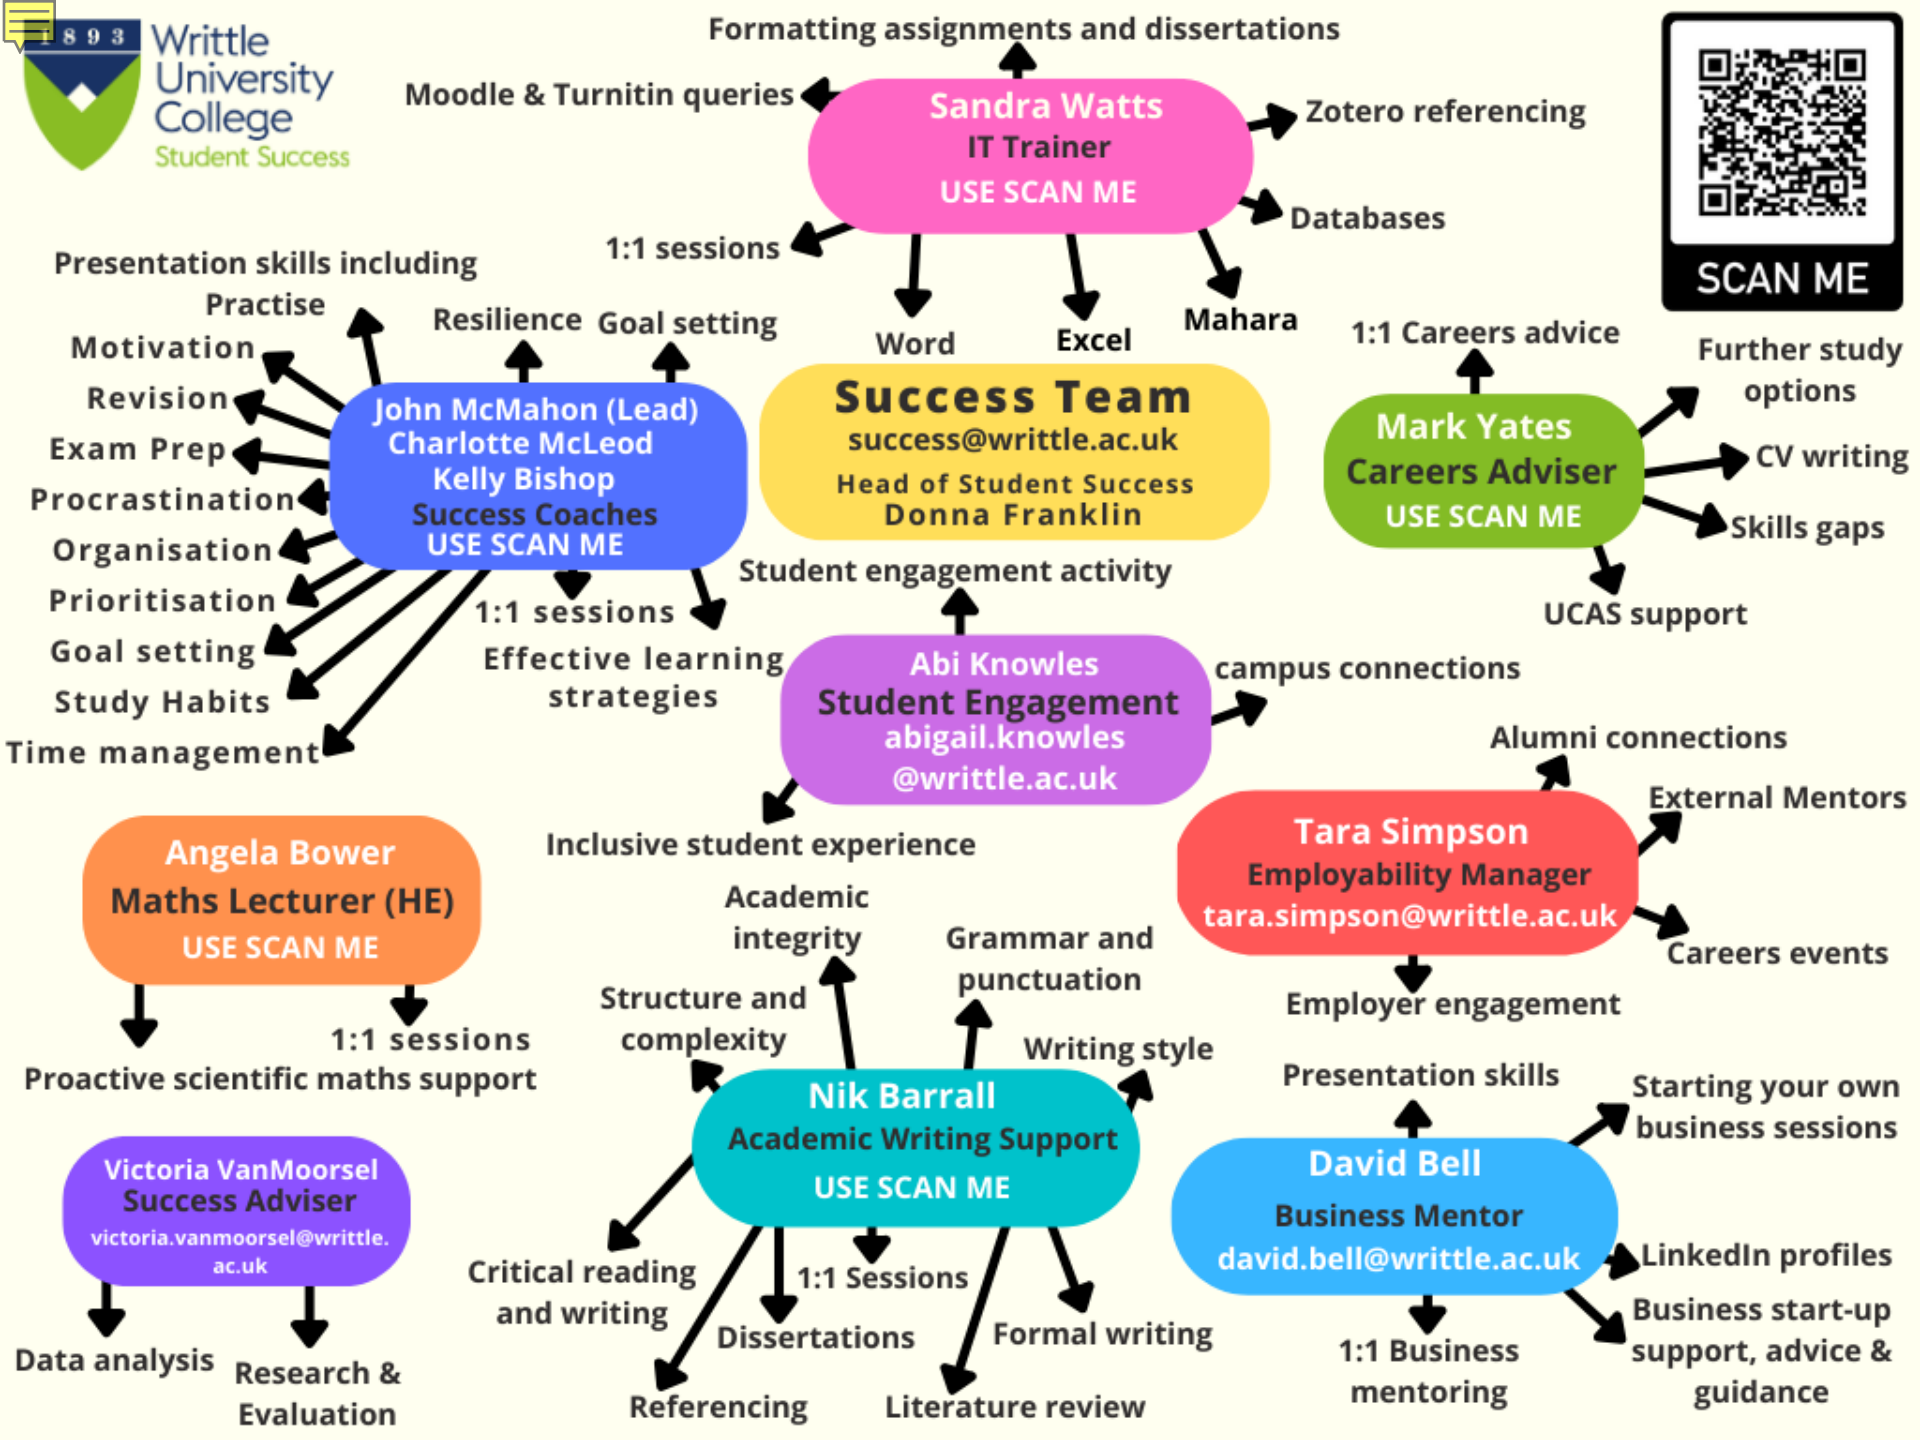 1893
Writtle
University
College
Student Success
Formatting assignments and dissertations
Moodle & Turnitin queries
Sandra Watts
IT Trainer
USE SCAN ME
Zotero referencing
Databases
1:1 sessions
Word
Excel
Mahara
SCAN ME
Presentation skills including
Practise
Resilience
Goal setting
Motivation
Revision
Exam Prep
Procrastination
Organisation
Prioritisation
Goal setting
Study Habits
Time management
John McMahon (Lead)
Charlotte McLeod
Kelly Bishop
Success Coaches
USE SCAN ME
1:1 sessions
Effective learning
strategies
Success Team
success@writtle.ac.uk
Head of Student Success
Donna Franklin
1:1 Careers advice
Further study
options
Mark Yates
Careers Adviser
USE SCAN ME
CV writing
Skills gaps
UCAS support
Student engagement activity
Abi Knowles
Student Engagement
abigail.knowles
@writtle.ac.uk
campus connections
Inclusive student experience
Alumni connections
External Mentors
Tara Simpson
Employability Manager
tara.simpson@writtle.ac.uk
Careers events
Employer engagement
Angela Bower
Maths Lecturer (HE)
USE SCAN ME
1:1 sessions
Proactive scientific maths support
Academic
integrity
Grammar and
punctuation
Structure and
complexity
Writing style
Nik Barrall
Academic Writing Support
USE SCAN ME
Critical reading
and writing
1:1 Sessions
Dissertations
Formal writing
Referencing
Literature review
Presentation skills
Starting your own
business sessions
David Bell
Business Mentor
david.bell@writtle.ac.uk
LinkedIn profiles
Business start-up
support, advice &
guidance
1:1 Business
mentoring
Victoria VanMoorsel
Success Adviser
victoria.vanmoorsel@writtle.
ac.uk
Data analysis
Research &
Evaluation